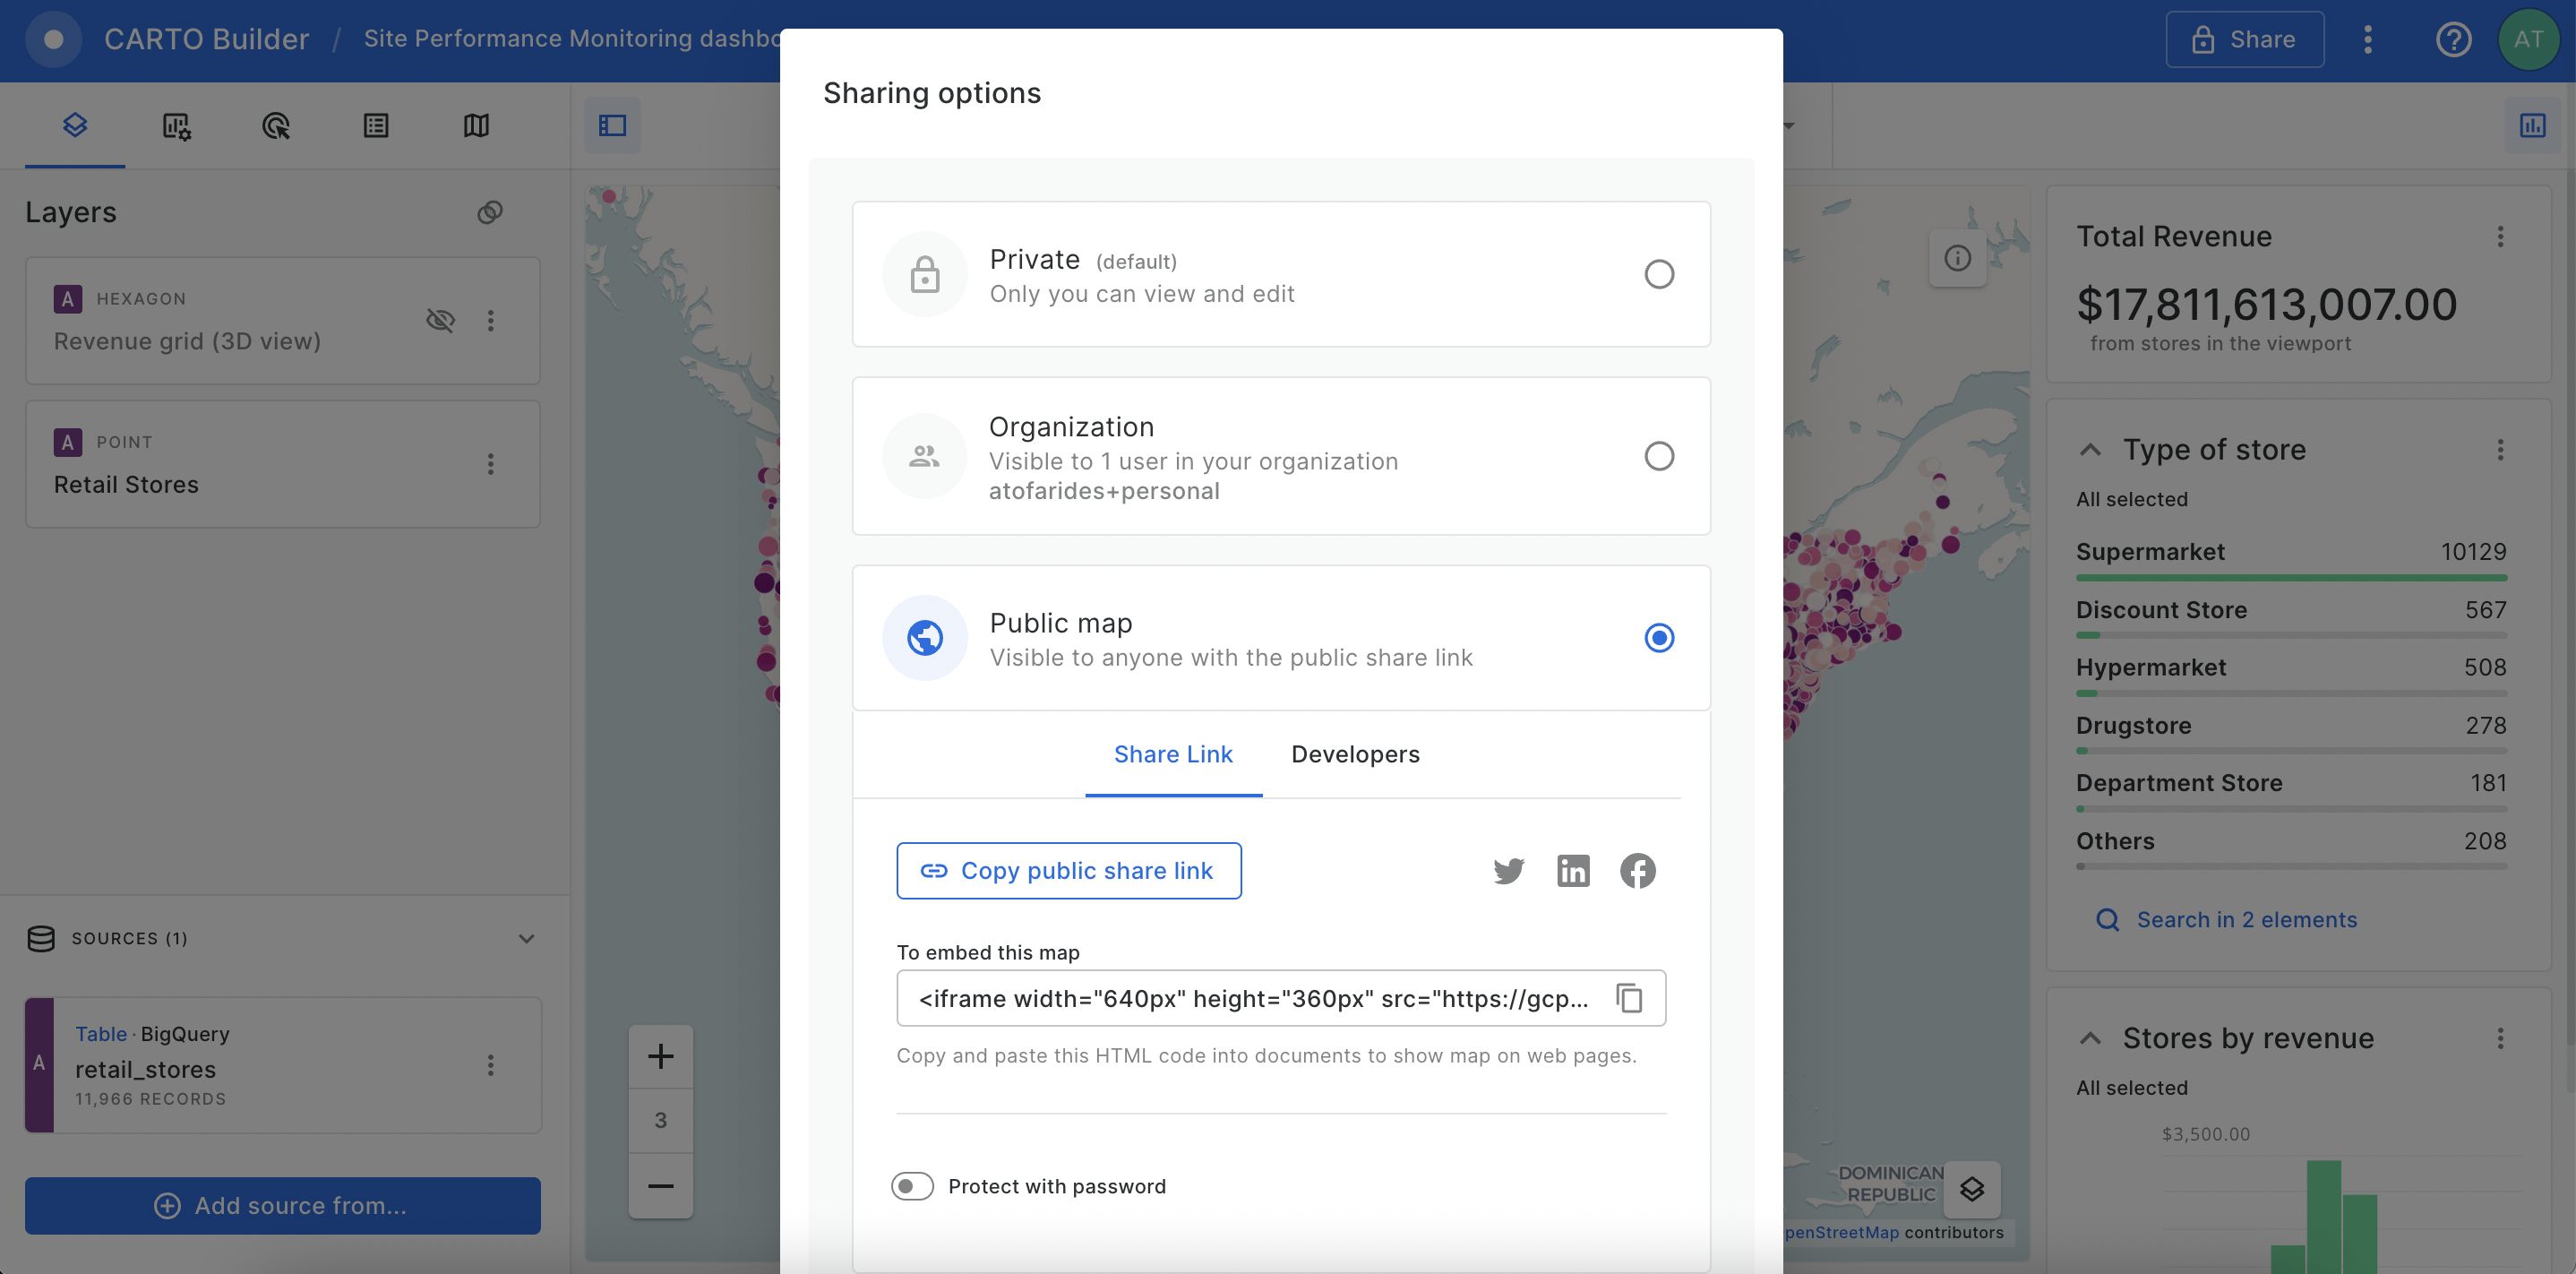 CARTO Builder / Site Performance Monitoring dashbo
Share
AT
Layers
A HEXAGON
Revenue grid (3D view)
A POINT
Retail Stores
SOURCES (1)
A
Table · BigQuery
retail_stores
11,966 RECORDS
Add source from...
3
Sharing options
Private (default)
Only you can view and edit
Organization
Visible to 1 user in your organization
atofarides+personal
Public map
Visible to anyone with the public share link
Share Link
Developers
Copy public share link
To embed this map
<iframe width="640px" height="360px" src="https://gcp...
Copy and paste this HTML code into documents to show map on web pages.
Protect with password
DOMINICAN
REPUBLIC
penStreetMap contributors
Total Revenue
$17,811,613,007.00
from stores in the viewport
Type of store
All selected
Supermarket 10129
Discount Store 567
Hypermarket 508
Drugstore 278
Department Store 181
Others 208
Search in 2 elements
Stores by revenue
All selected
$3,500.00